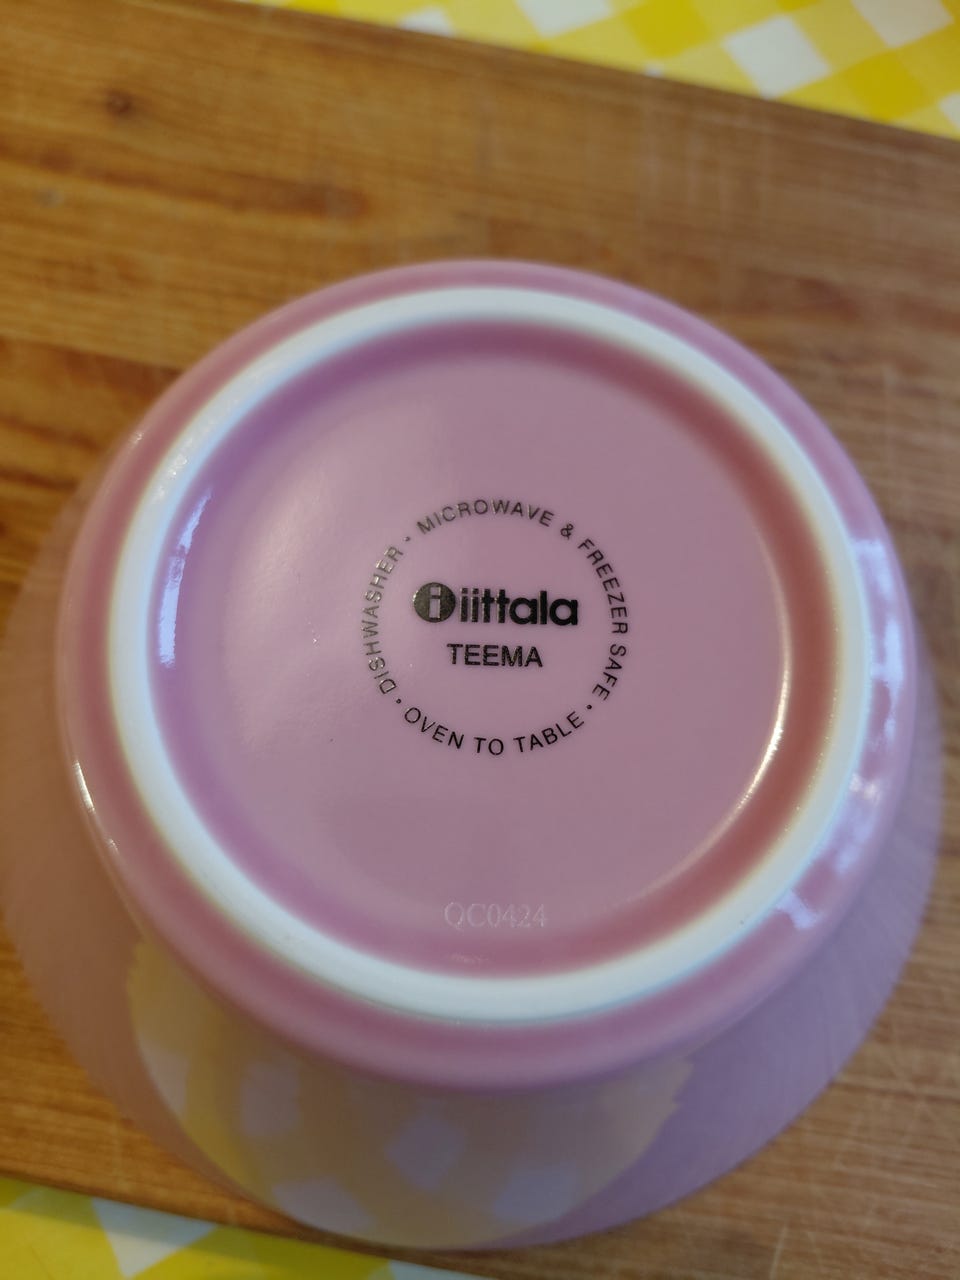 MICROWAVE & FREEZER SAFE · OVEN TO TABLE · DISHWASHER ·
i iittala
TEEMA
QC0424